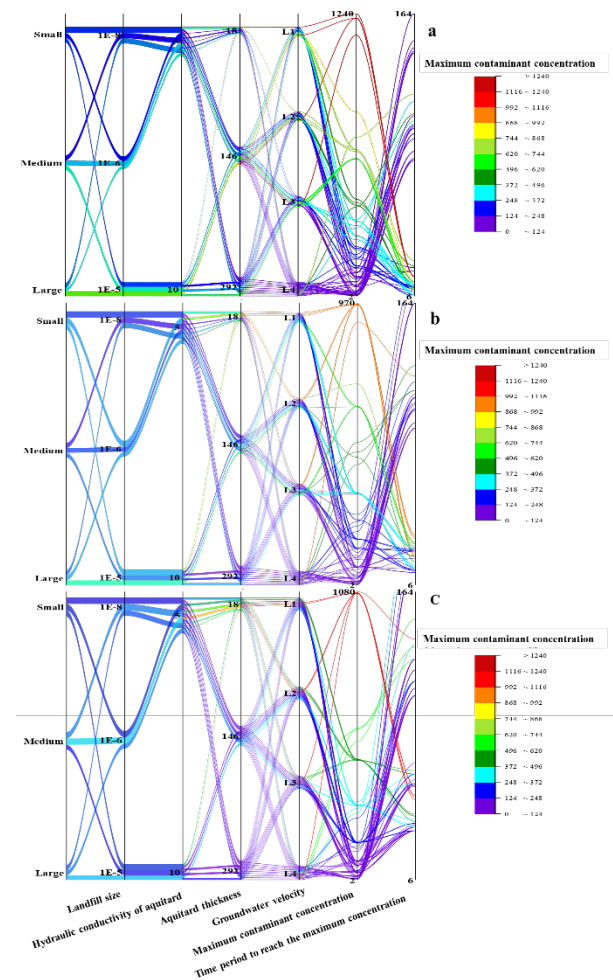 1240
164
a
Small
1E-8
18
L1
Maximum contaminant concentration
> 1240
1116 ~ 1240
992 ~ 1116
868 ~ 992
744 ~ 868
620 ~ 744
496 ~ 620
372 ~ 496
248 ~ 372
124 ~ 248
0 ~ 124
L2
Medium
1E-6
146
L3
Large
1E-5
10
292
L4
6
970
164
b
Small
1E-8
5
18
L1
Maximum contaminant concentration
> 1240
1116 ~ 1240
992 ~ 1116
868 ~ 992
744 ~ 868
620 ~ 744
496 ~ 620
372 ~ 496
248 ~ 372
124 ~ 248
0 ~ 124
L2
Medium
1E-6
146
L3
Large
1E-5
10
292
L4
2
6
1080
164
C
Small
1E-8
5
18
L1
Maximum contaminant concentration
> 1240
1116 ~ 1240
992 ~ 1116
868 ~ 992
744 ~ 868
620 ~ 744
496 ~ 620
372 ~ 496
248 ~ 372
124 ~ 248
0 ~ 124
L2
Medium
1E-6
146
L3
Large
1E-5
10
292
L4
2
6
Landfill size
Hydraulic conductivity of aquitard
Aquitard thickness
Groundwater velocity
Maximum contaminant concentration
Time period to reach the maximum concentration